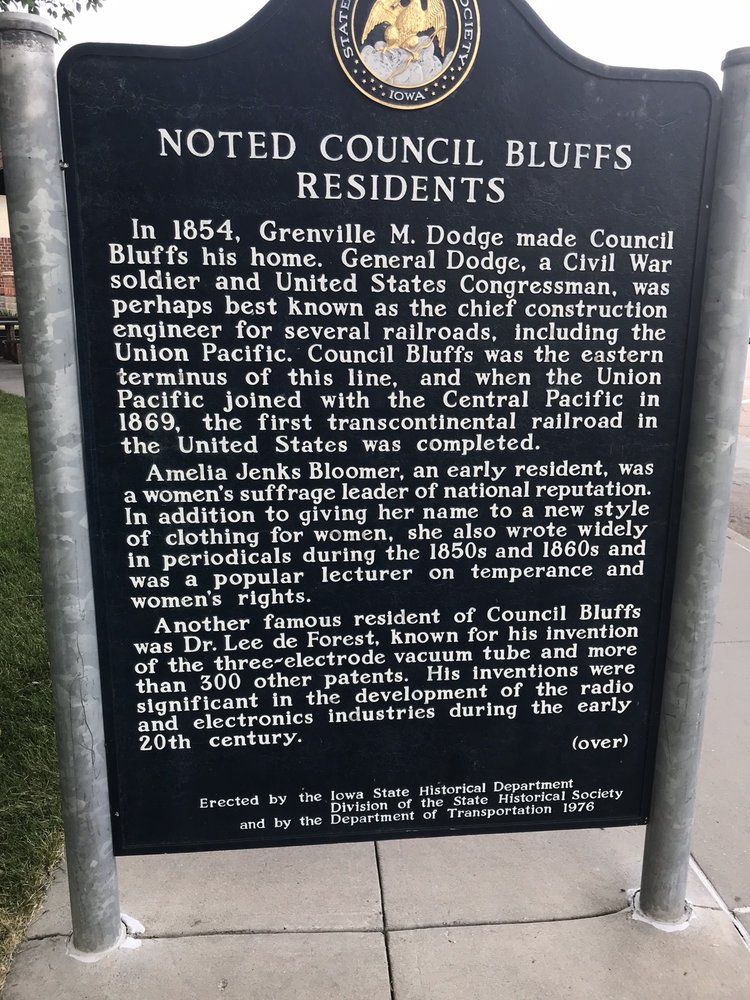 STATE
SOCIETY
IOWA
NOTED COUNCIL BLUFFS
RESIDENTS
In 1854, Grenville M. Dodge made Council
Bluffs his home. General Dodge, a Civil War
soldier and United States Congressman, was
perhaps best known as the chief construction
engineer for several railroads, including the
Union Pacific. Council Bluffs was the eastern
terminus of this line, and when the Union
Pacific joined with the Central Pacific in
1869, the first transcontinental railroad in
the United States was completed.
Amelia Jenks Bloomer, an early resident, was
a women's suffrage leader of national reputation.
In addition to giving her name to a new style
of clothing for women, she also wrote widely
in periodicals during the 1850s and 1860s and
was a popular lecturer on temperance and
women's rights.
Another famous resident of Council Bluffs
was Dr. Lee de Forest, known for his invention
of the three-electrode vacuum tube and more
than 300 other patents. His inventions were
significant in the development of the radio
and electronics industries during the early
20th century. (over)
Erected by the Iowa State Historical Department
Division of the State Historical Society
and by the Department of Transportation 1976